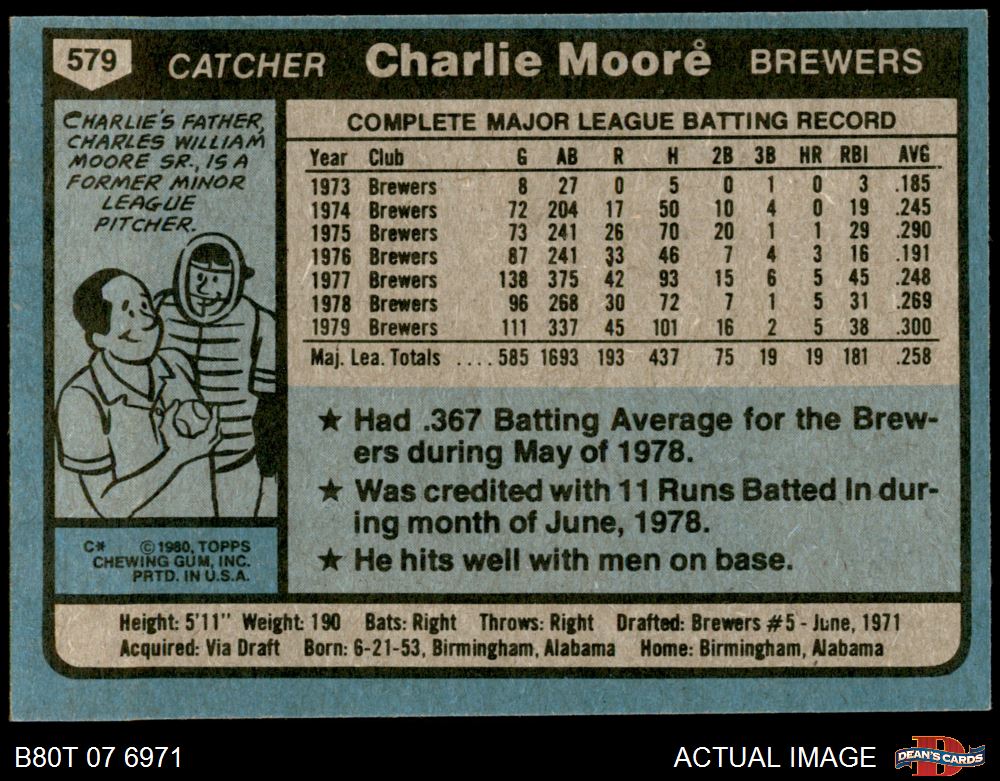 579 CATCHER Charlie Moore BREWERS
CHARLIE'S FATHER,
CHARLES WILLIAM
MOORE SR., IS A
FORMER MINOR
LEAGUE
PITCHER.
COMPLETE MAJOR LEAGUE BATTING RECORD
Year Club G AB R H 2B 3B HR RBI AVG
1973 Brewers 8 27 0 5 0 1 0 3 .185
1974 Brewers 72 204 17 50 10 4 0 19 .245
1975 Brewers 73 241 26 70 20 1 1 29 .290
1976 Brewers 87 241 33 46 7 4 3 16 .191
1977 Brewers 138 375 42 93 15 6 5 45 .248
1978 Brewers 96 268 30 72 7 1 5 31 .269
1979 Brewers 111 337 45 101 16 2 5 38 .300
Maj. Lea. Totals ....585 1693 193 437 75 19 19 181 .258
★ Had .367 Batting Average for the Brew-
ers during May of 1978.
★ Was credited with 11 Runs Batted In dur-
ing month of June, 1978.
★ He hits well with men on base.
C* © 1980, TOPPS
CHEWING GUM, INC.
PRTD. IN U.S.A.
Height: 5'11" Weight: 190 Bats: Right Throws: Right Drafted: Brewers #5 - June, 1971
Acquired: Via Draft Born: 6-21-53, Birmingham, Alabama Home: Birmingham, Alabama
B80T 07 6971 ACTUAL IMAGE D DEAN'S CARDS